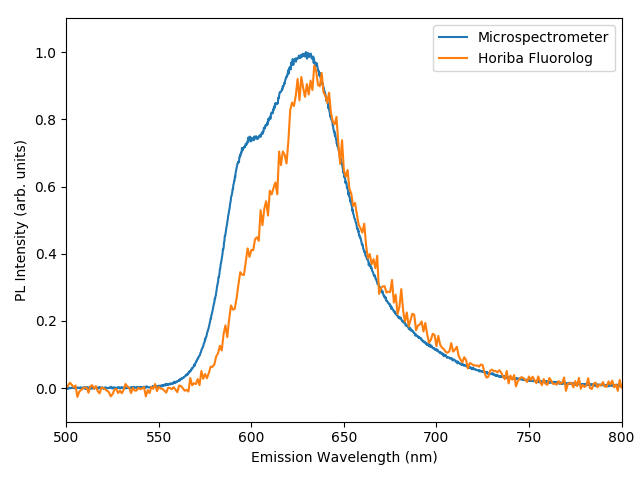 Microspectrometer
Horiba Fluorolog
PL Intensity (arb. units)
1.0
0.8
0.6
0.4
0.2
0.0
500 550 600 650 700 750 800
Emission Wavelength (nm)